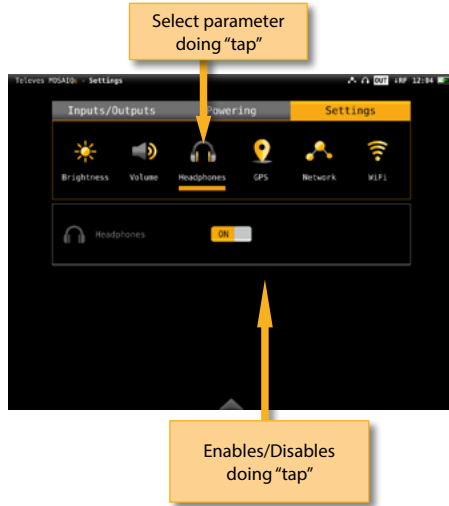 Select parameter
doing “tap”
Televes MOSAIQ6 - Settings OUT ↓RF 12:04
Inputs/Outputs Powering Settings
Brightness Volume Headphones GPS Network WiFi
Headphones ON
Enables/Disables
doing “tap”